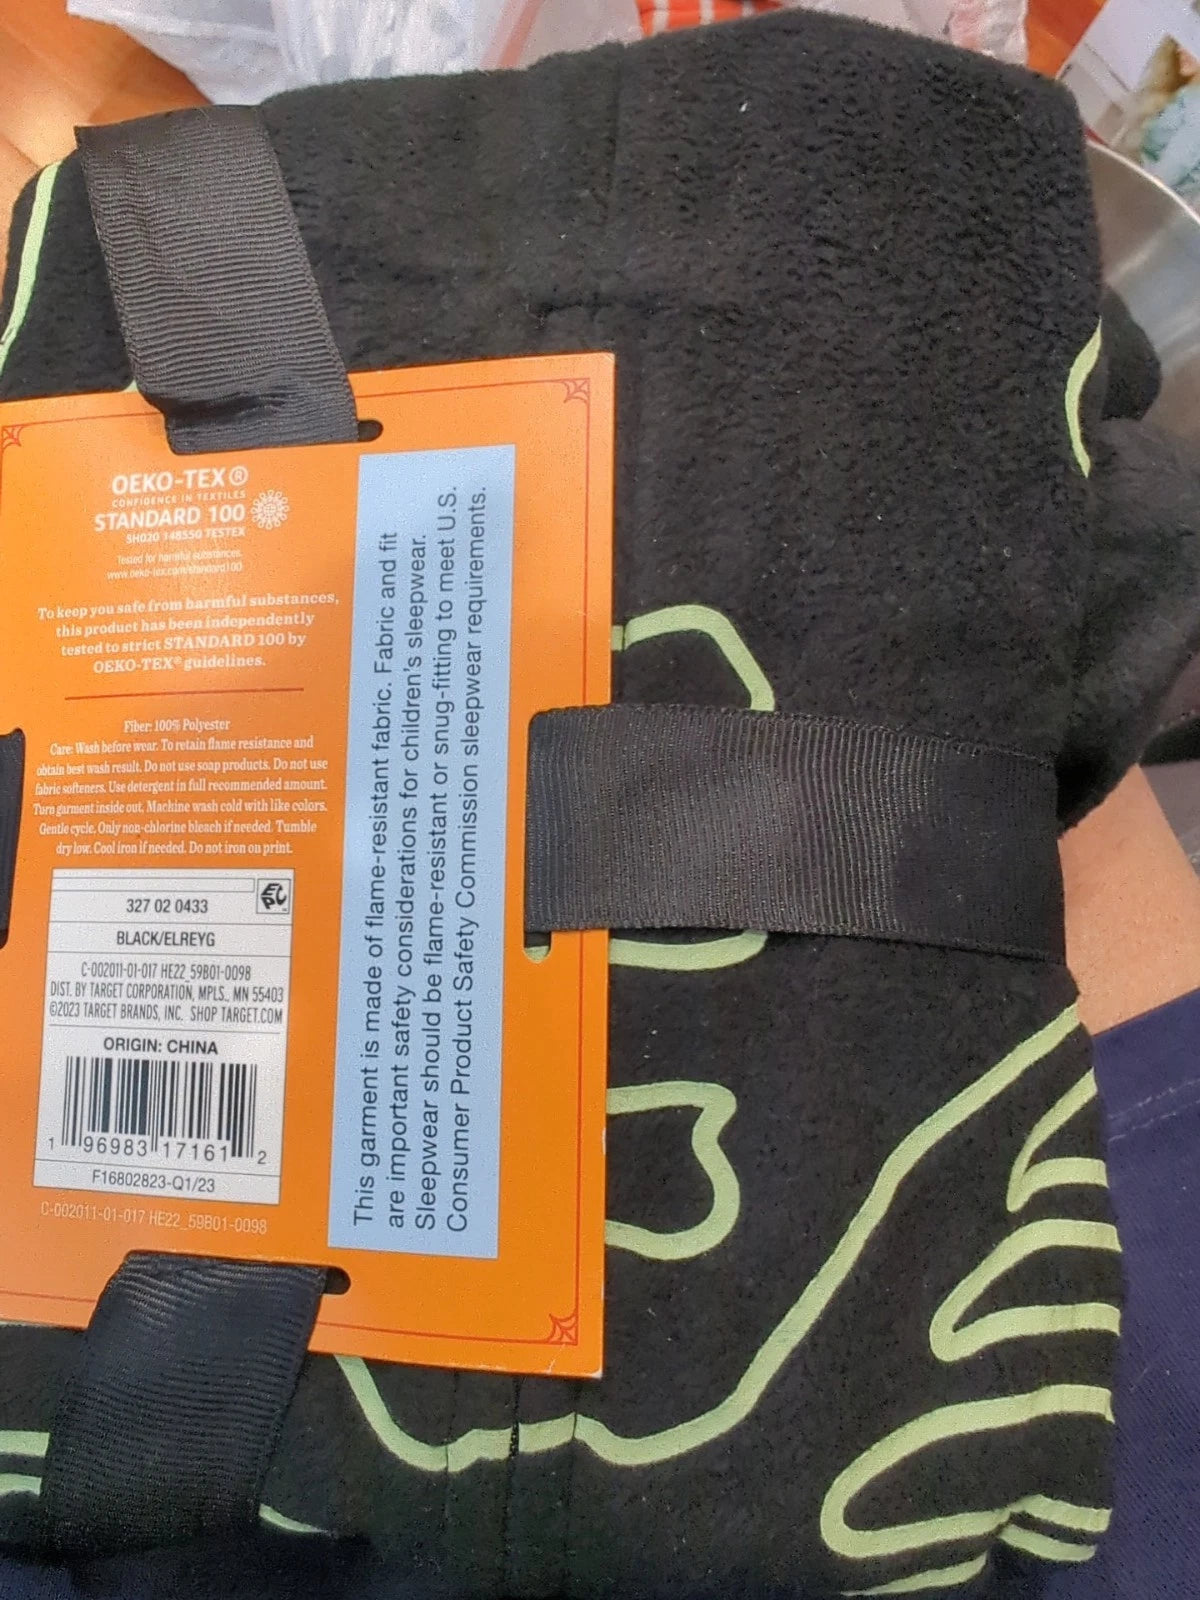 OEKO-TEX®
CONFIDENCE IN TEXTILES
STANDARD 100
SH020 148550 TESTEX
Tested for harmful substances.
www.oeko-tex.com/standard100
To keep you safe from harmful substances,
this product has been independently
tested to strict STANDARD 100 by
OEKO-TEX® guidelines.
Fiber: 100% Polyester
Care: Wash before wear. To retain flame resistance and
obtain best wash result. Do not use soap products. Do not use
fabric softeners. Use detergent in full recommended amount.
Turn garment inside out. Machine wash cold with like colors.
Gentle cycle. Only non-chlorine bleach if needed. Tumble
dry low. Cool iron if needed. Do not iron on print.
EPC
327 02 0433
BLACK/ELREYG
C-002011-01-017 HE22_59B01-0098
DIST. BY TARGET CORPORATION, MPLS., MN 55403
©2023 TARGET BRANDS, INC. SHOP TARGET.COM
ORIGIN: CHINA
1 96983 17161 2
F16802823-Q1/23
C-002011-01-017 HE22_59B01-0098
This garment is made of flame-resistant fabric. Fabric and fit
are important safety considerations for children's sleepwear.
Sleepwear should be flame-resistant or snug-fitting to meet U.S.
Consumer Product Safety Commission sleepwear requirements.